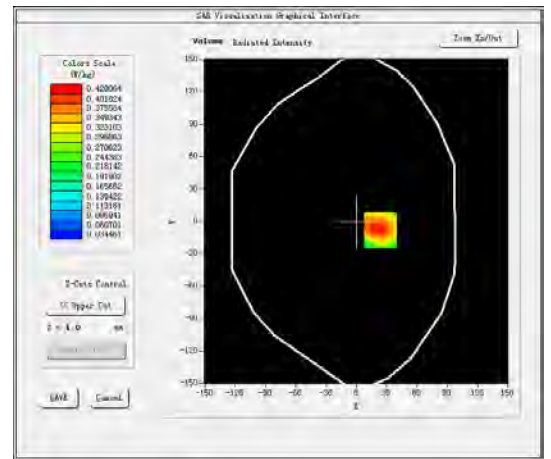 SAR Visualisation Graphical Interface
Volume Radiated Intensity
Zoom In/Out
Colors Scale
(W/kg)
0.428064
0.401824
0.375584
0.349343
0.323103
0.296863
0.270623
0.244383
0.218142
0.191902
0.165662
0.139422
0.113181
0.086941
0.060701
0.034461
Z-Cuts Control
Upper Cut
mm
SAVE
Cancel
150
120
90
60
30
0
-30
-60
-90
-120
-150
Y
-150 -120 -90 -60 -30 0 30 60 90 120 150
X